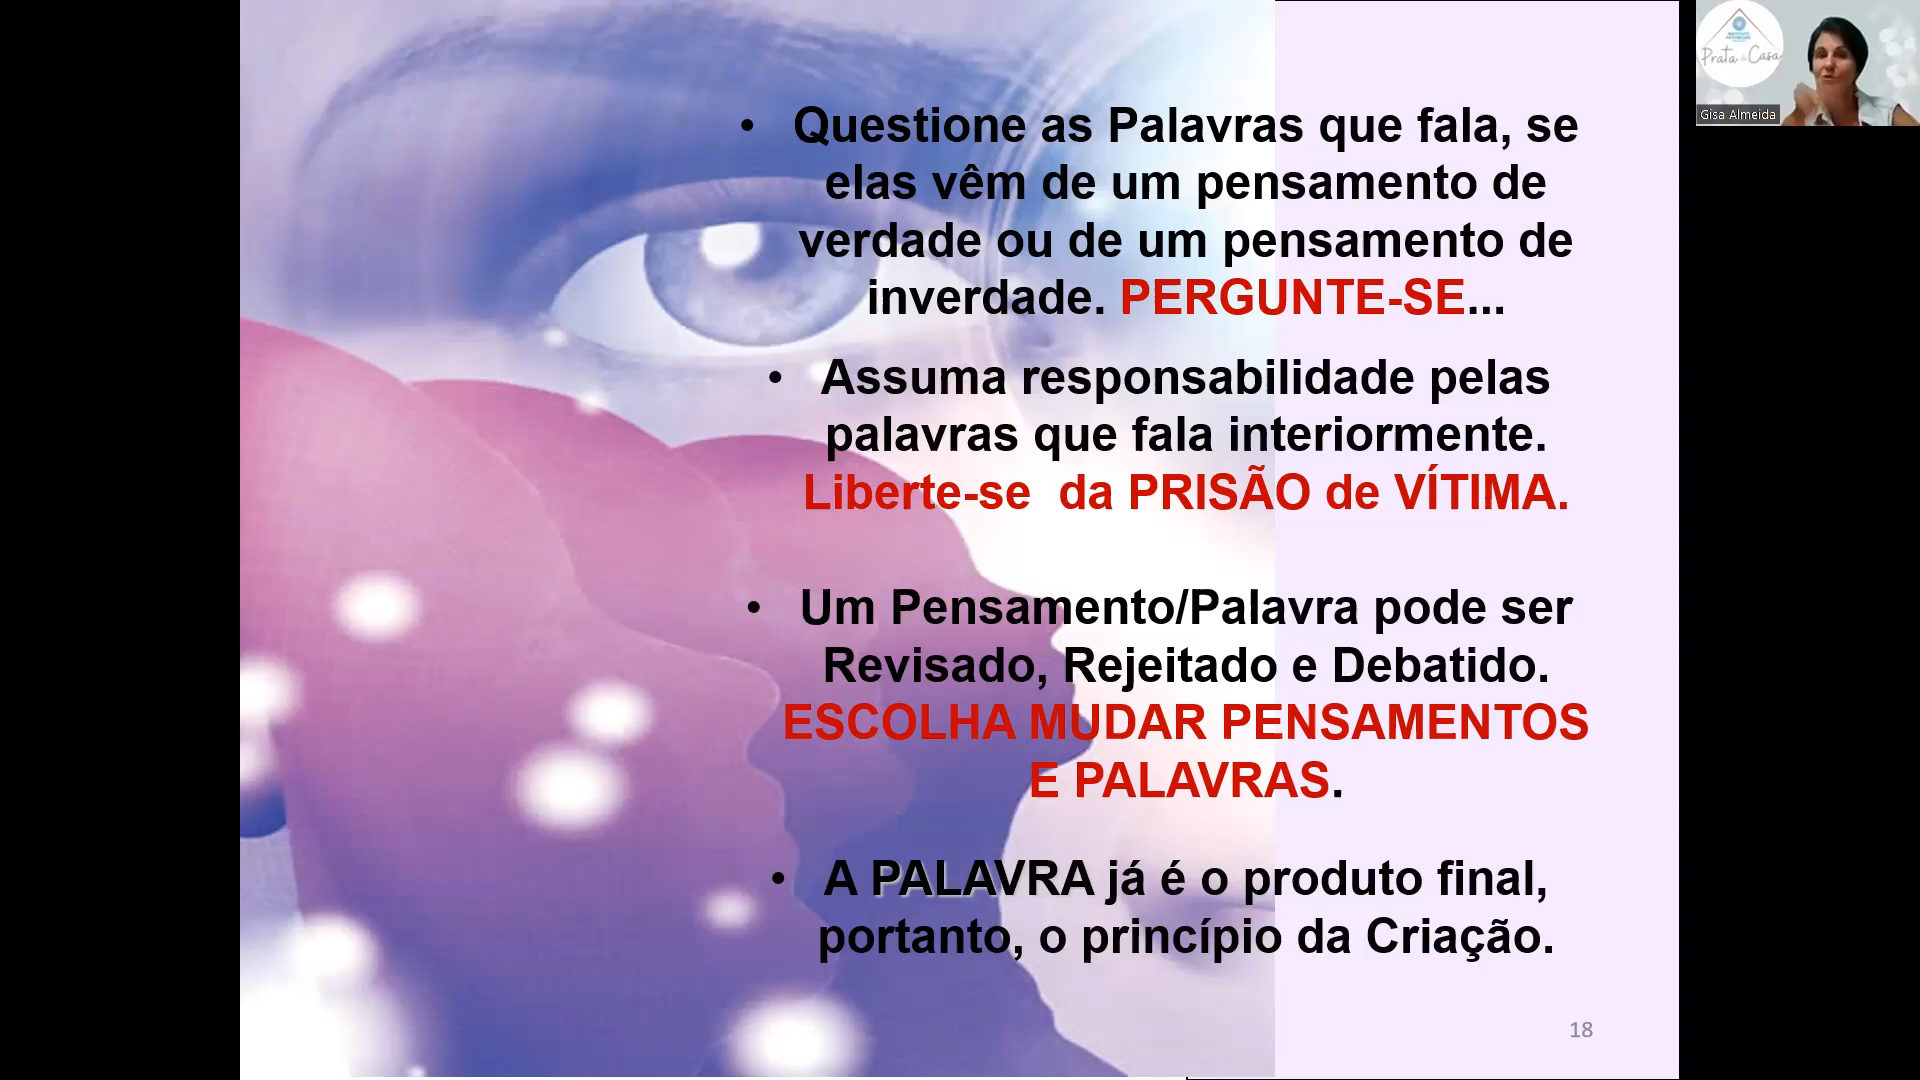 • Questione as Palavras que fala, se
elas vêm de um pensamento de
verdade ou de um pensamento de
inverdade. PERGUNTE-SE...
• Assuma responsabilidade pelas
palavras que fala interiormente.
Liberte-se  da PRISÃO de VÍTIMA.
• Um Pensamento/Palavra pode ser
Revisado, Rejeitado e Debatido.
ESCOLHA MUDAR PENSAMENTOS
E PALAVRAS.
• A PALAVRA já é o produto final,
portanto, o princípio da Criação.
18
Prata da Casa
Gisa Almeida